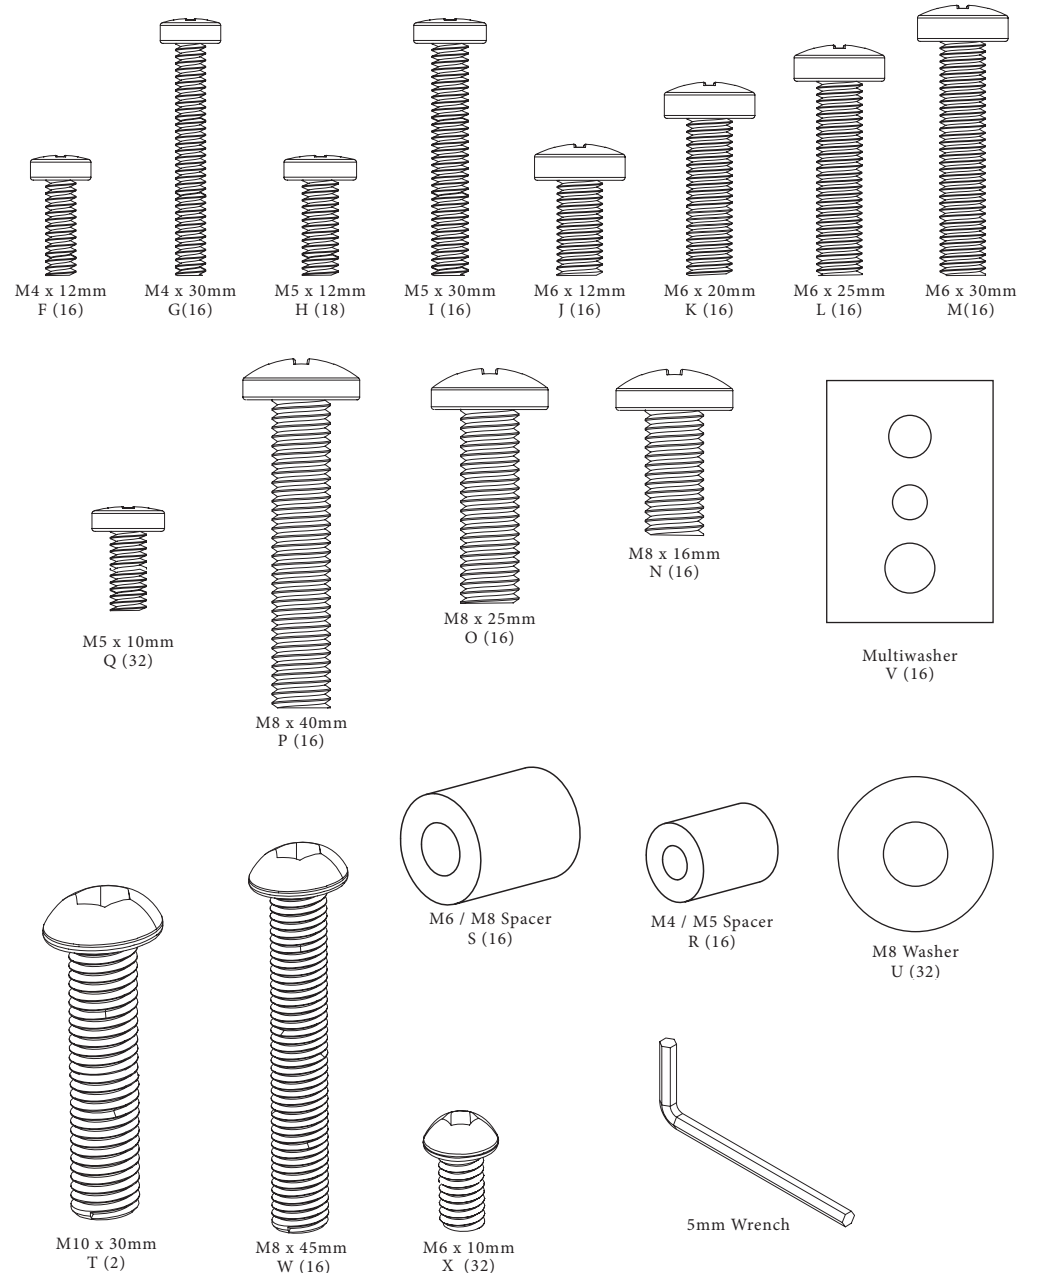 M4 x 12mm
F (16)
M4 x 30mm
G(16)
M5 x 12mm
H (18)
M5 x 30mm
I (16)
M6 x 12mm
J (16)
M6 x 20mm
K (16)
M6 x 25mm
L (16)
M6 x 30mm
M(16)
M5 x 10mm
Q (32)
M8 x 40mm
P (16)
M8 x 25mm
O (16)
M8 x 16mm
N (16)
Multiwasher
V (16)
M6 / M8 Spacer
S (16)
M4 / M5 Spacer
R (16)
M8 Washer
U (32)
M10 x 30mm
T (2)
M8 x 45mm
W (16)
M6 x 10mm
X (32)
5mm Wrench